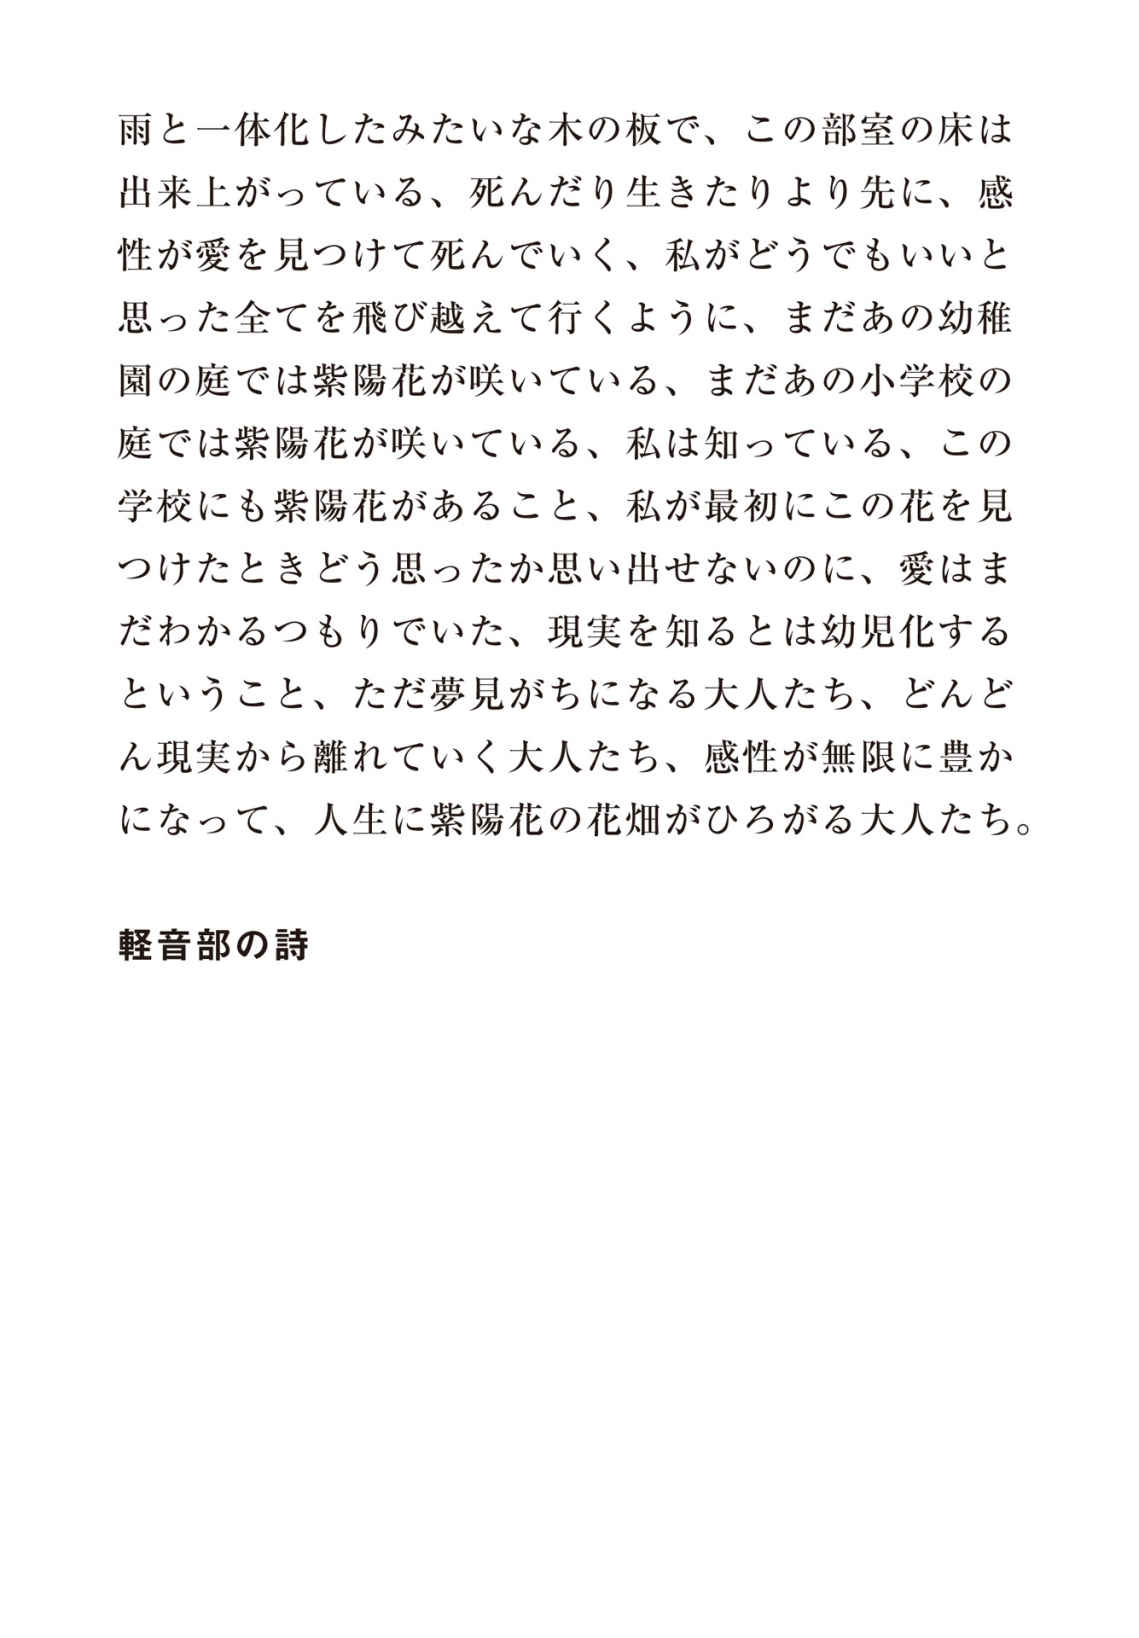 雨と一体化したみたいな木の板で、この部室の床は
出来上がっている、死んだり生きたりより先に、感
性が愛を見つけて死んでいく、私がどうでもいいと
思った全てを飛び越えて行くように、まだあの幼稚
園の庭では紫陽花が咲いている、まだあの小学校の
庭では紫陽花が咲いている、私は知っている、この
学校にも紫陽花があること、私が最初にこの花を見
つけたときどう思ったか思い出せないのに、愛はま
だわかるつもりでいた、現実を知るとは幼児化する
ということ、ただ夢見がちになる大人たち、どんど
ん現実から離れていく大人たち、感性が無限に豊か
になって、人生に紫陽花の花畑がひろがる大人たち。
軽音部の詩